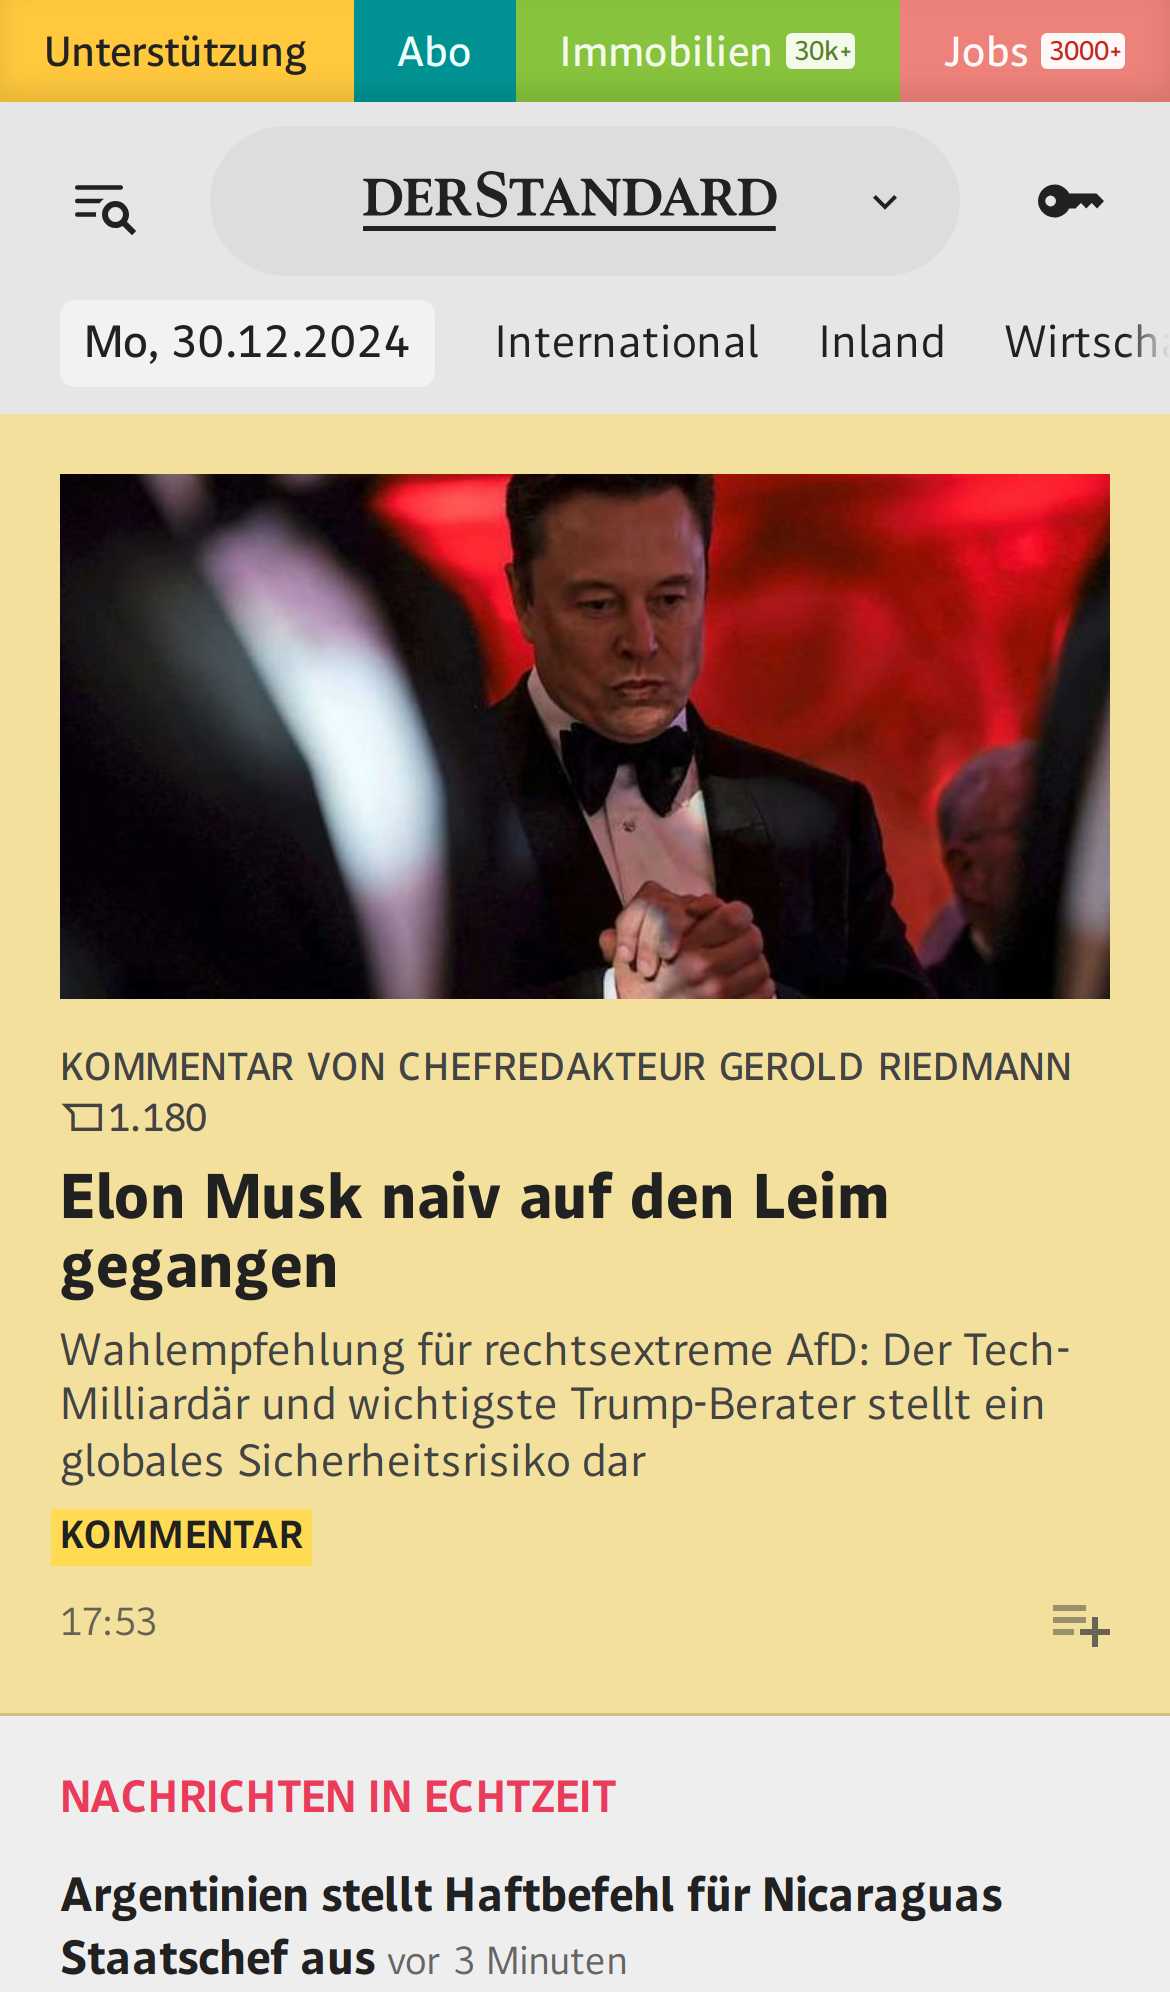 Unterstützung Abo Immobilien 30k+ Jobs 3000+
DERSTANDARD
Mo, 30.12.2024 International Inland Wirtscha
KOMMENTAR VON CHEFREDAKTEUR GEROLD RIEDMANN
1.180
Elon Musk naiv auf den Leim
gegangen
Wahlempfehlung für rechtsextreme AfD: Der Tech-
Milliardär und wichtigste Trump-Berater stellt ein
globales Sicherheitsrisiko dar
KOMMENTAR
17:53
NACHRICHTEN IN ECHTZEIT
Argentinien stellt Haftbefehl für Nicaraguas
Staatschef aus vor 3 Minuten